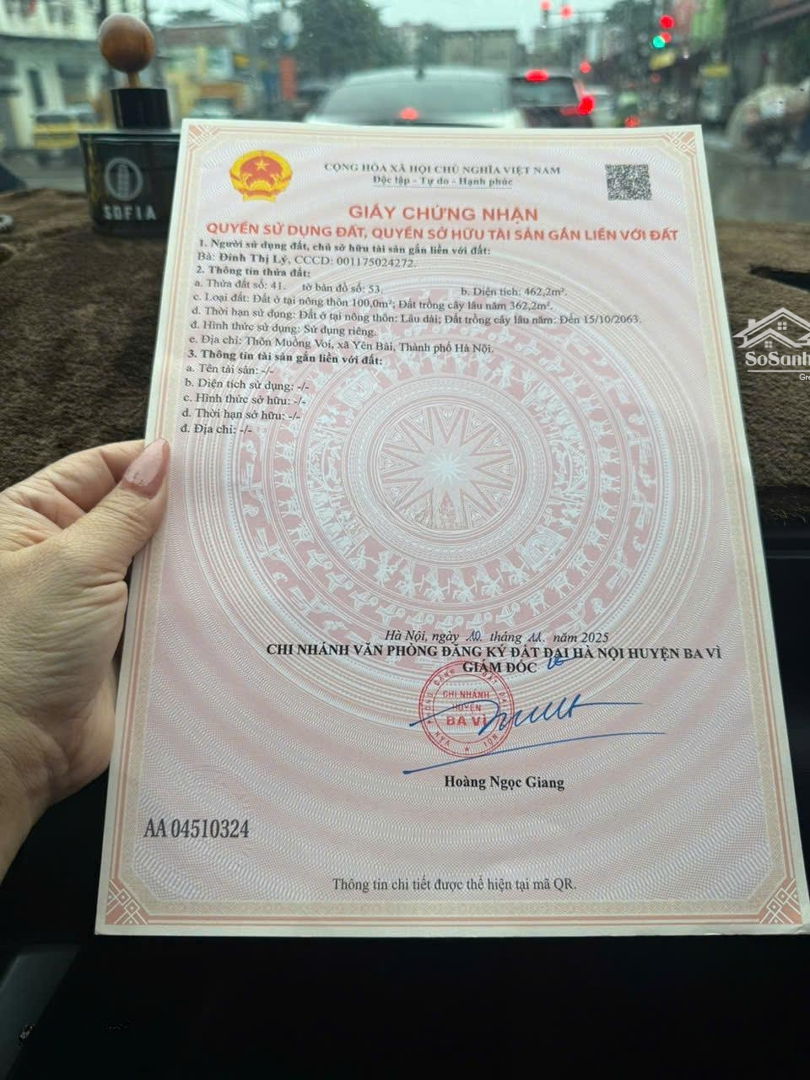 SOFIA
CỘNG HÒA XÃ HỘI CHỦ NGHĨA VIỆT NAM
Độc lập - Tự do - Hạnh phúc
GIẤY CHỨNG NHẬN
QUYỀN SỬ DỤNG ĐẤT, QUYỀN SỞ HỮU TÀI SẢN GẮN LIỀN VỚI ĐẤT
1. Người sử dụng đất, chủ sở hữu tài sản gắn liền với đất:
Bà: Đinh Thị Lý, CCCD: 001175024272.
2. Thông tin thửa đất:
a. Thửa đất số: 41. tờ bản đồ số: 53. b. Diện tích: 462,2m².
c. Loại đất: Đất ở tại nông thôn 100,0m²; Đất trồng cây lâu năm 362,2m².
d. Thời hạn sử dụng: Đất ở tại nông thôn: Lâu dài; Đất trồng cây lâu năm: Đến 15/10/2063.
đ. Hình thức sử dụng: Sử dụng riêng.
e. Địa chỉ: Thôn Muồng Voi, xã Yên Bài, Thành phố Hà Nội.
3. Thông tin tài sản gắn liền với đất:
a. Tên tài sản: -/-
b. Diện tích sử dụng: -/-
c. Hình thức sở hữu: -/-
d. Thời hạn sở hữu: -/-
đ. Địa chỉ: -/-
SoSanh
Hà Nội, ngày 10 tháng 11 năm 2025
CHI NHÁNH VĂN PHÒNG ĐĂNG KÝ ĐẤT ĐAI HÀ NỘI HUYỆN BA VÌ
GIÁM ĐỐC
CHI NHÁNH
HUYỆN
BA VÌ
Hoàng Ngọc Giang
AA 04510324
Thông tin chi tiết được thể hiện tại mã QR.